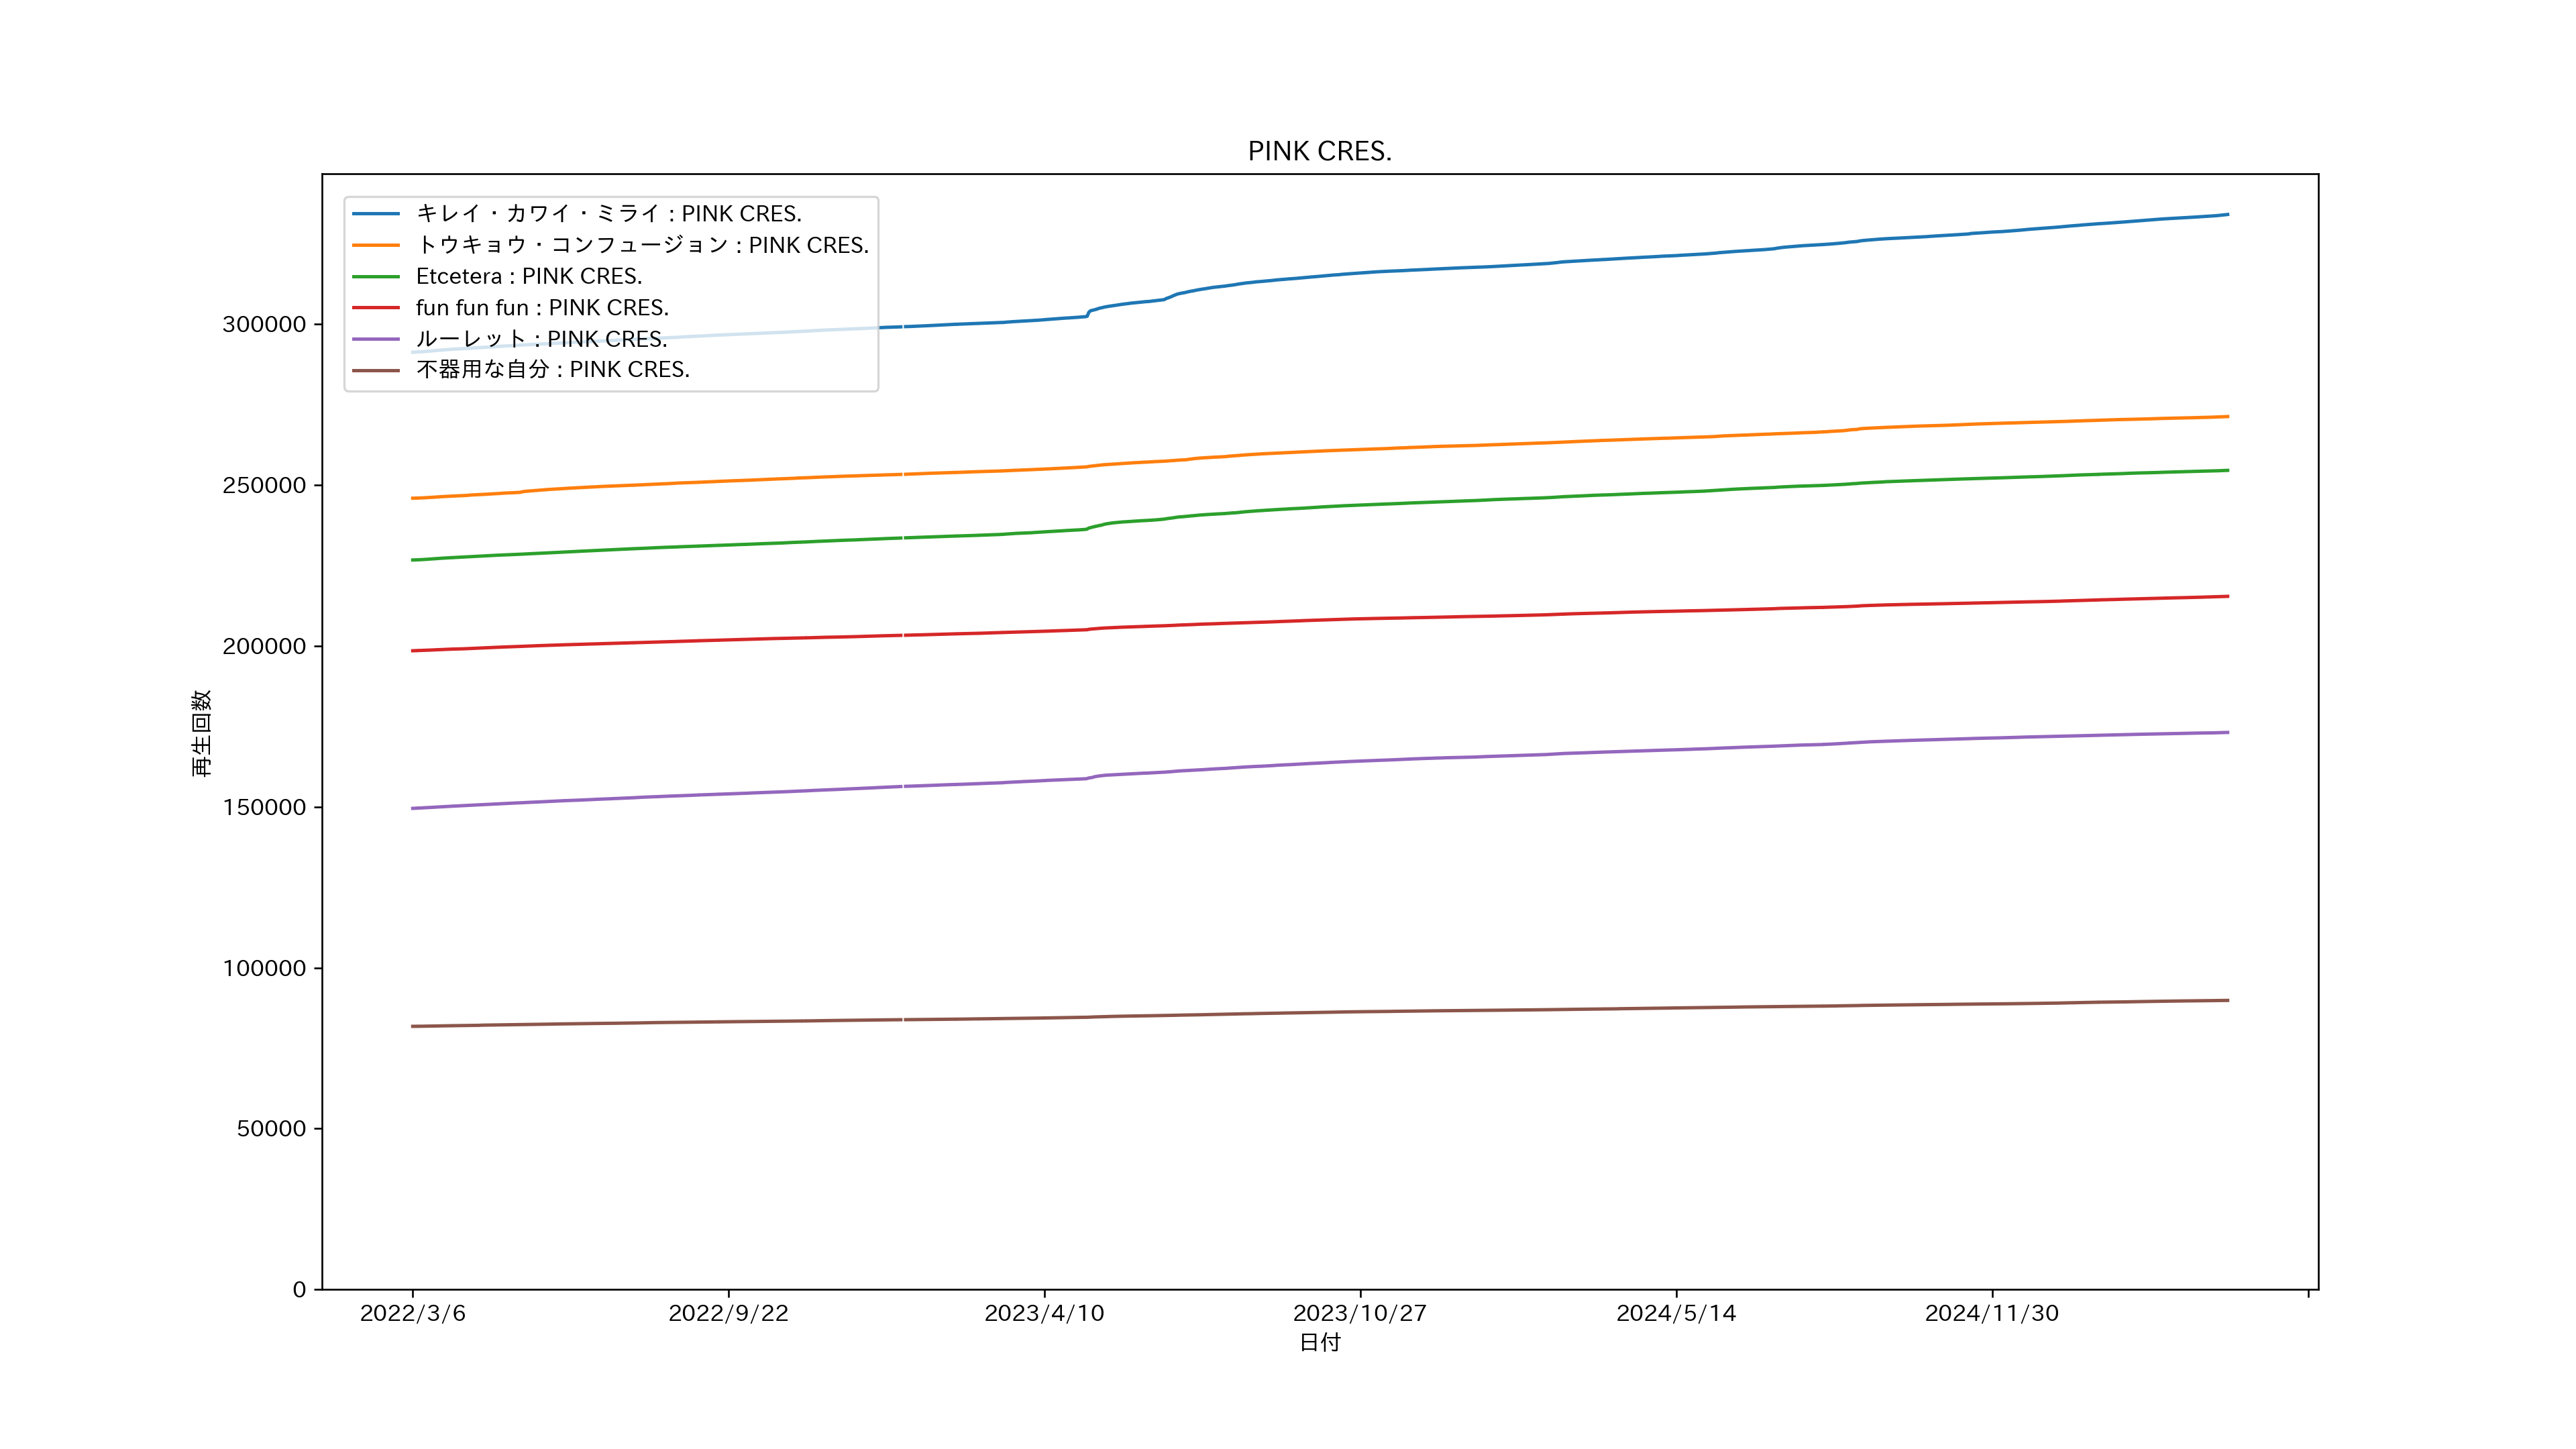 PINK CRES.
キレイ・カワイ・ミライ : PINK CRES.
トウキョウ・コンフュージョン : PINK CRES.
Etcetera : PINK CRES.
fun fun fun : PINK CRES.
ルーレット : PINK CRES.
不器用な自分 : PINK CRES.
300000
250000
200000
150000
100000
50000
0
再生回数
2022/3/6 2022/9/22 2023/4/10 2023/10/27 2024/5/14 2024/11/30
日付